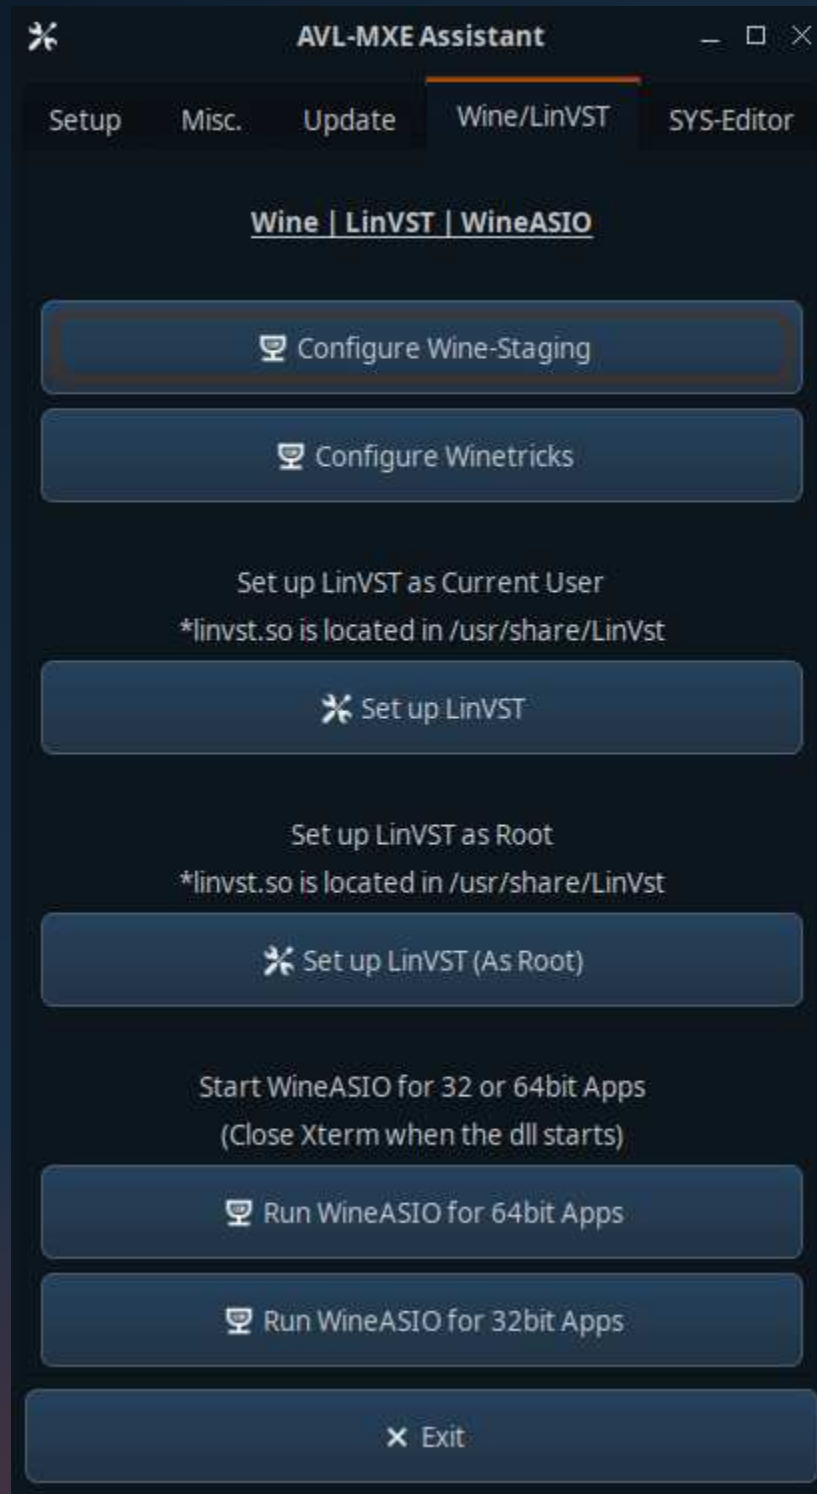 AVL-MXE Assistant
Setup Misc. Update Wine/LinVST SYS-Editor
Wine | LinVST | WineASIO
Configure Wine-Staging
Configure Winetricks
Set up LinVST as Current User
*linvst.so is located in /usr/share/LinVst
Set up LinVST
Set up LinVST as Root
*linvst.so is located in /usr/share/LinVst
Set up LinVST (As Root)
Start WineASIO for 32 or 64bit Apps
(Close Xterm when the dll starts)
Run WineASIO for 64bit Apps
Run WineASIO for 32bit Apps
Exit